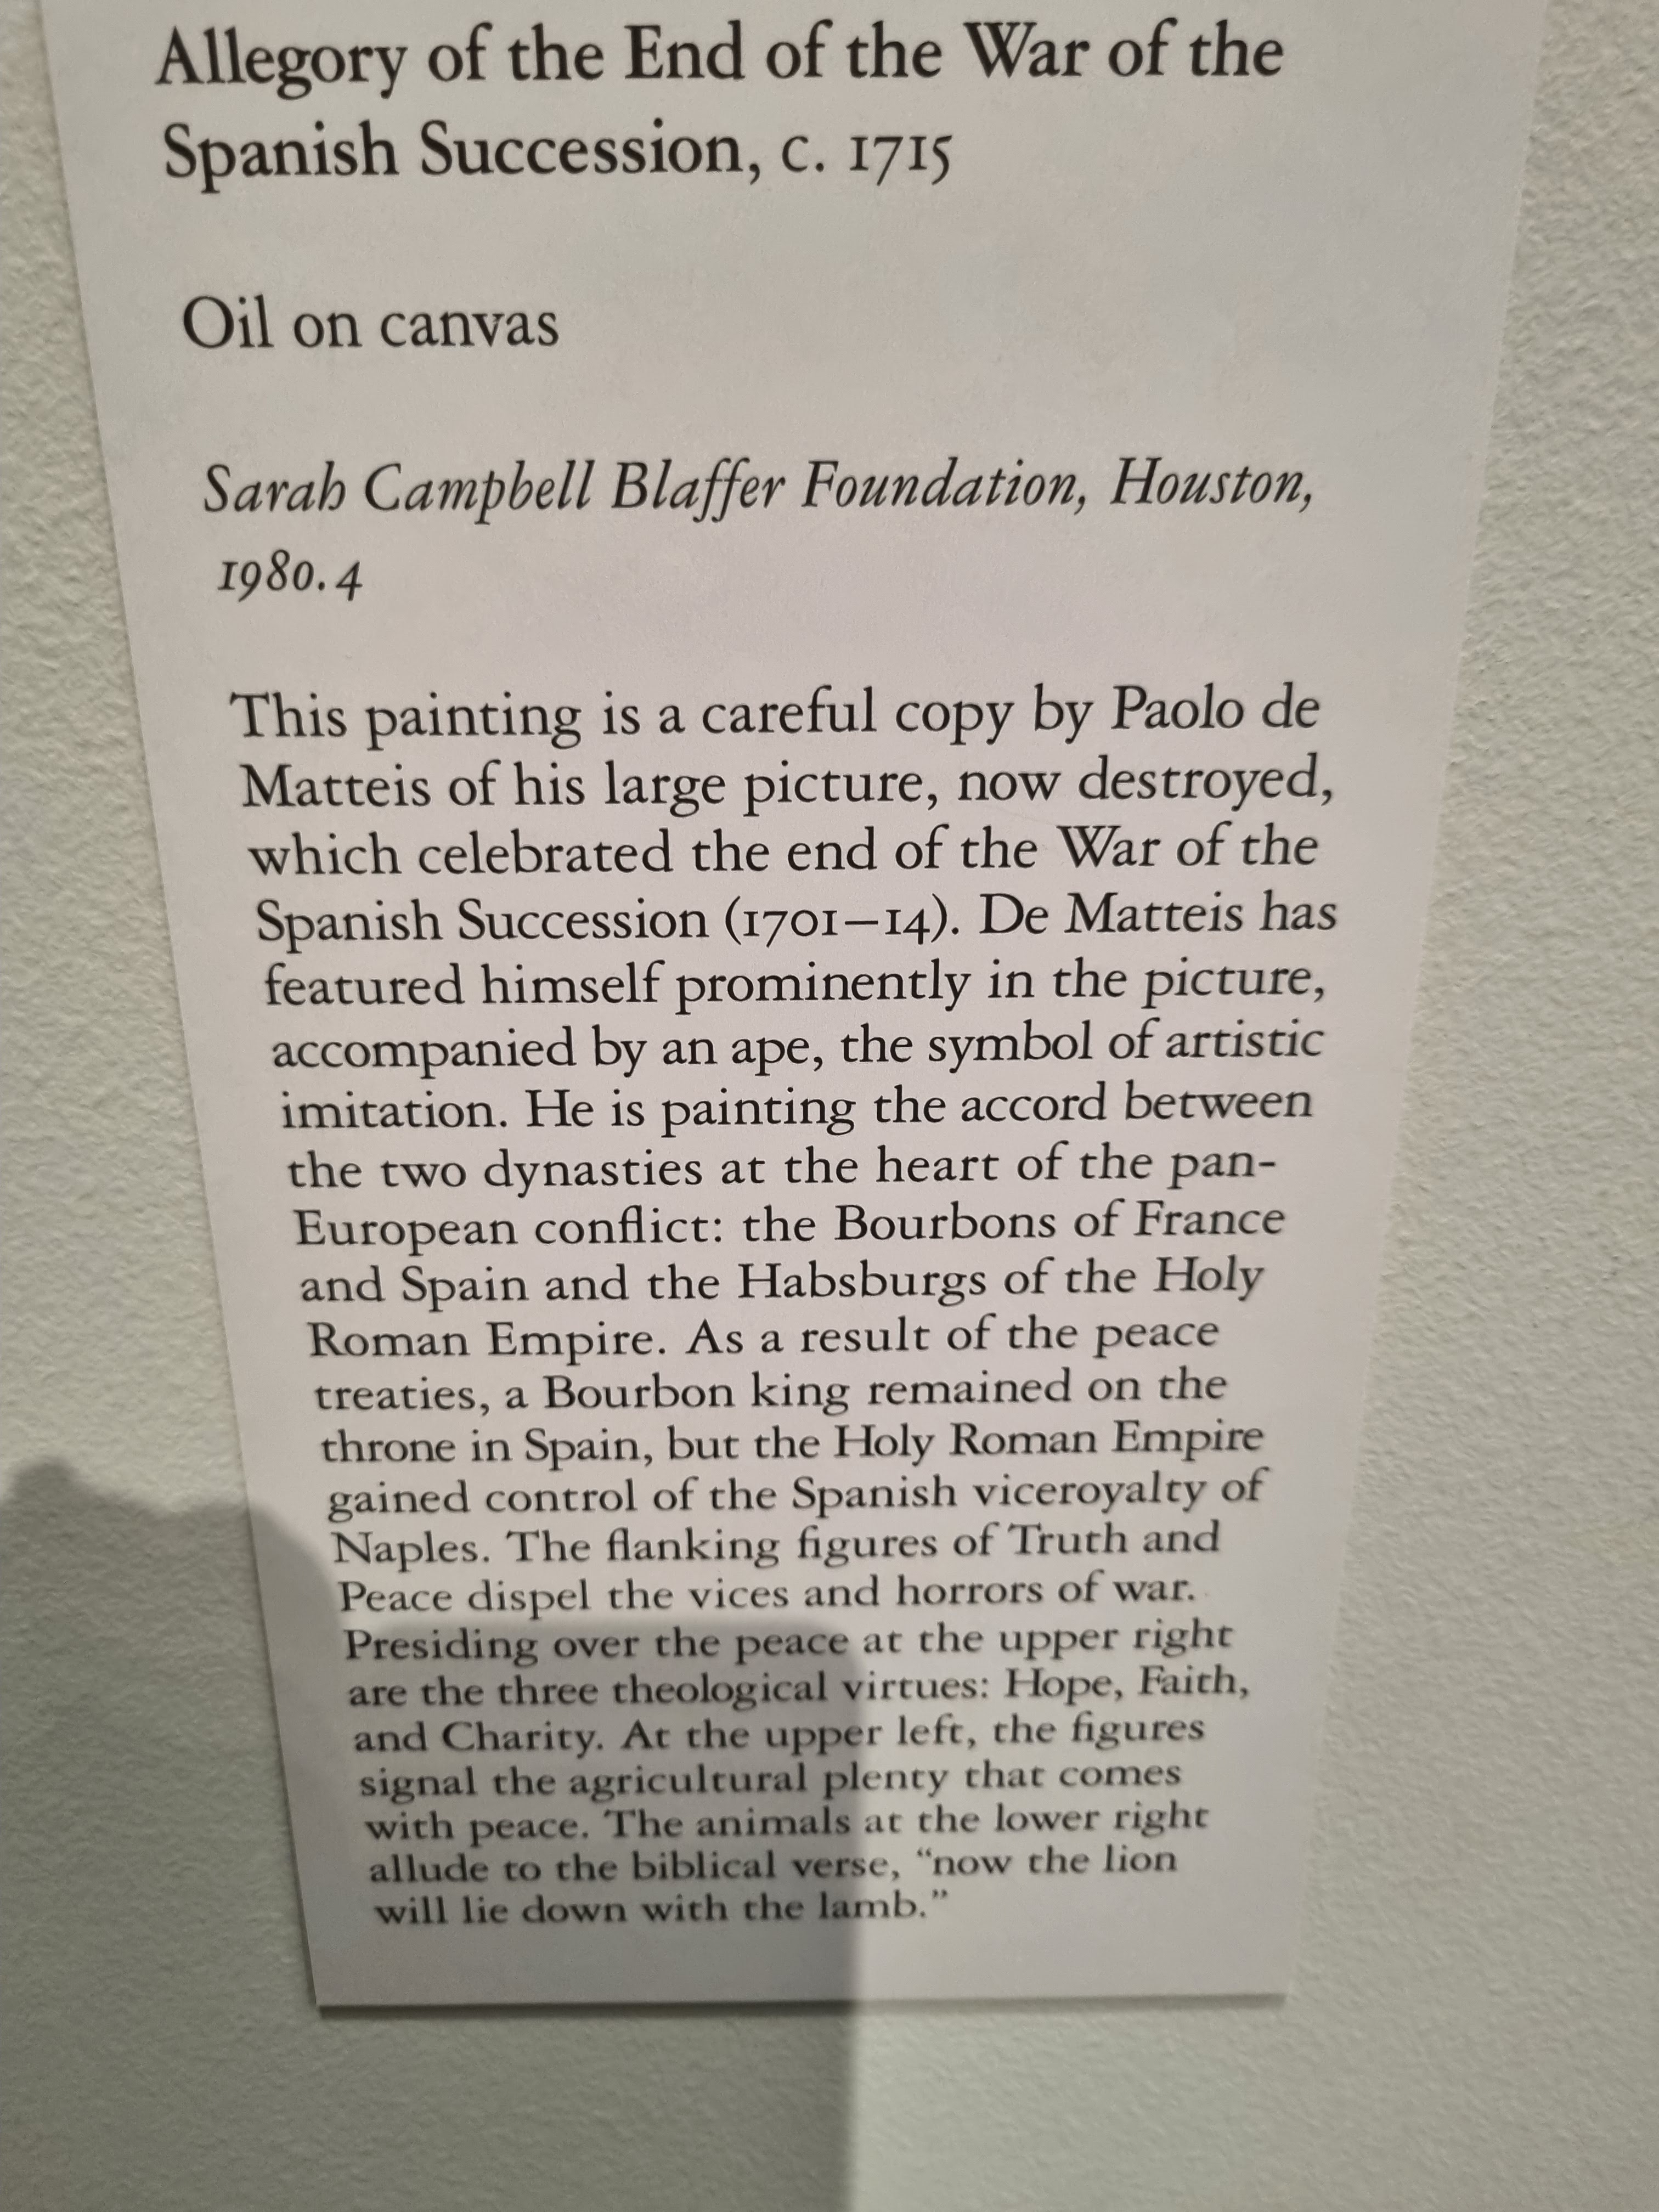 Allegory of the End of the War of the
Spanish Succession, c. 1715
Oil on canvas
Sarah Campbell Blaffer Foundation, Houston,
1980.4
This painting is a careful copy by Paolo de
Matteis of his large picture, now destroyed,
which celebrated the end of the War of the
Spanish Succession (1701–14). De Matteis has
featured himself prominently in the picture,
accompanied by an ape, the symbol of artistic
imitation. He is painting the accord between
the two dynasties at the heart of the pan-
European conflict: the Bourbons of France
and Spain and the Habsburgs of the Holy
Roman Empire. As a result of the peace
treaties, a Bourbon king remained on the
throne in Spain, but the Holy Roman Empire
gained control of the Spanish viceroyalty of
Naples. The flanking figures of Truth and
Peace dispel the vices and horrors of war.
Presiding over the peace at the upper right
are the three theological virtues: Hope, Faith,
and Charity. At the upper left, the figures
signal the agricultural plenty that comes
with peace. The animals at the lower right
allude to the biblical verse, “now the lion
will lie down with the lamb.”